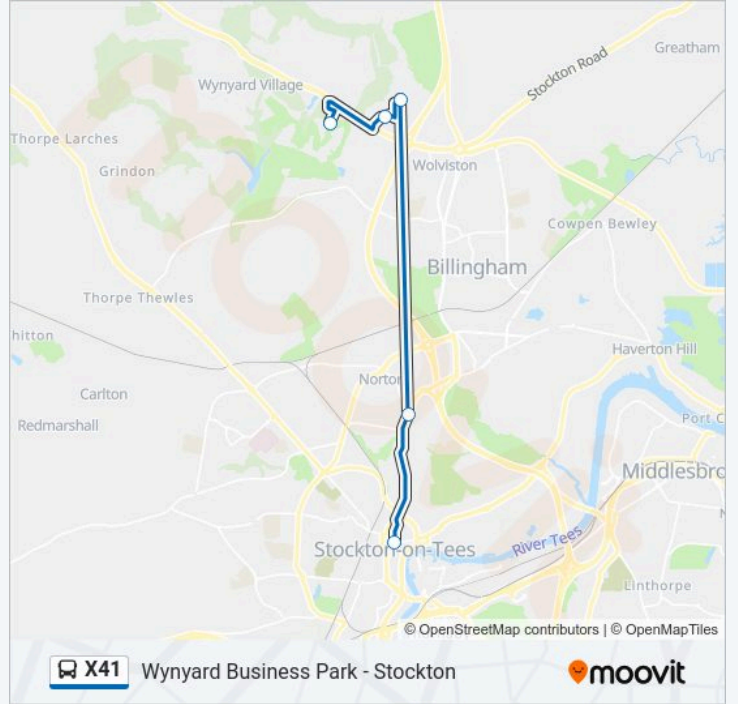 Greatham
Stockton Road
Wynyard Village
Thorpe Larches
Wolviston
Grindon
Cowpen Bewley
Billingham
Thorpe Thewles
hitton
Haverton Hill
Norton
Carlton
Redmarshall
Port C
Middlesbro
Stockton-on-Tees
River Tees
Linthorpe
© OpenStreetMap contributors | © OpenMapTiles
X41 Wynyard Business Park - Stockton
moovit